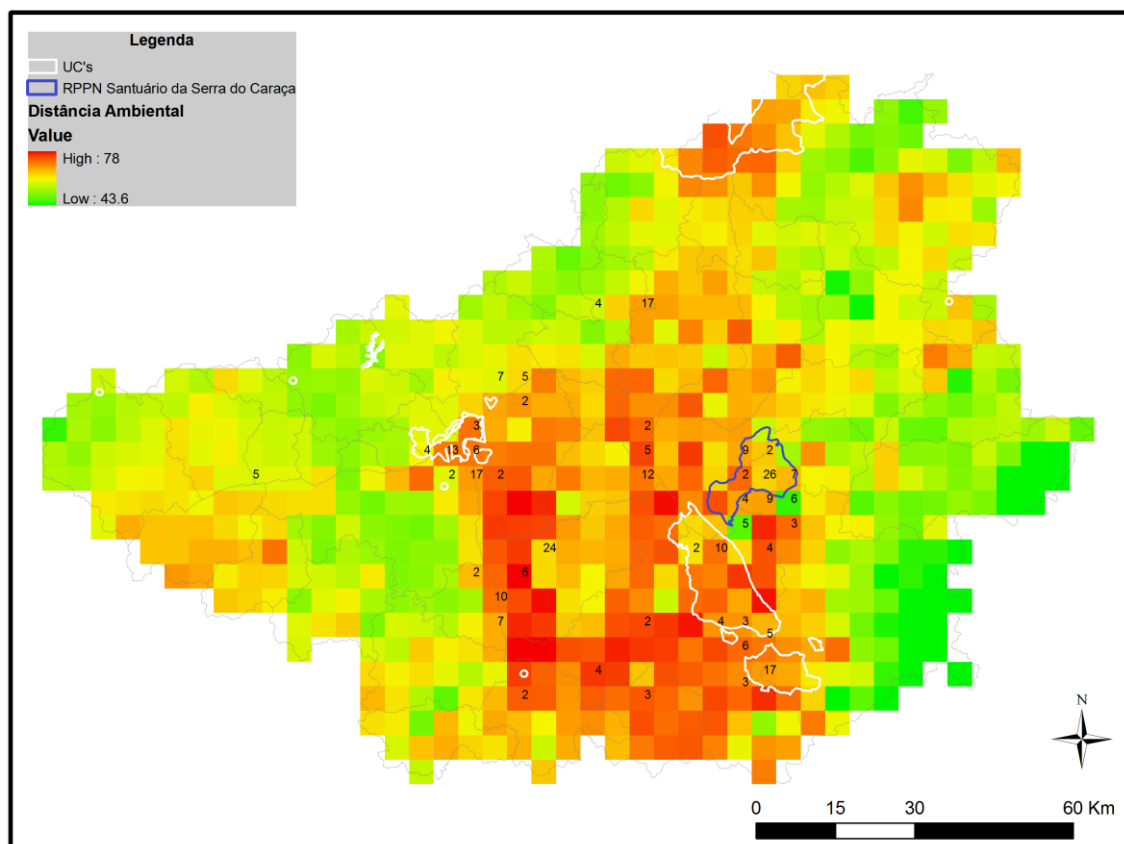 Legenda
UC's
RPPN Santuário da Serra do Caraça
Distância Ambiental
Value
High : 78
Low : 43.6
4 17
7 5
2
3 2
4 13 6 5 9 2
5 2 17 2 12 2 26 7
4 9 6
5 3
24 2 10 4
2 6
10
7 2 4 3
5
6
4 17
3
2 3
N
0 15 30 60 Km